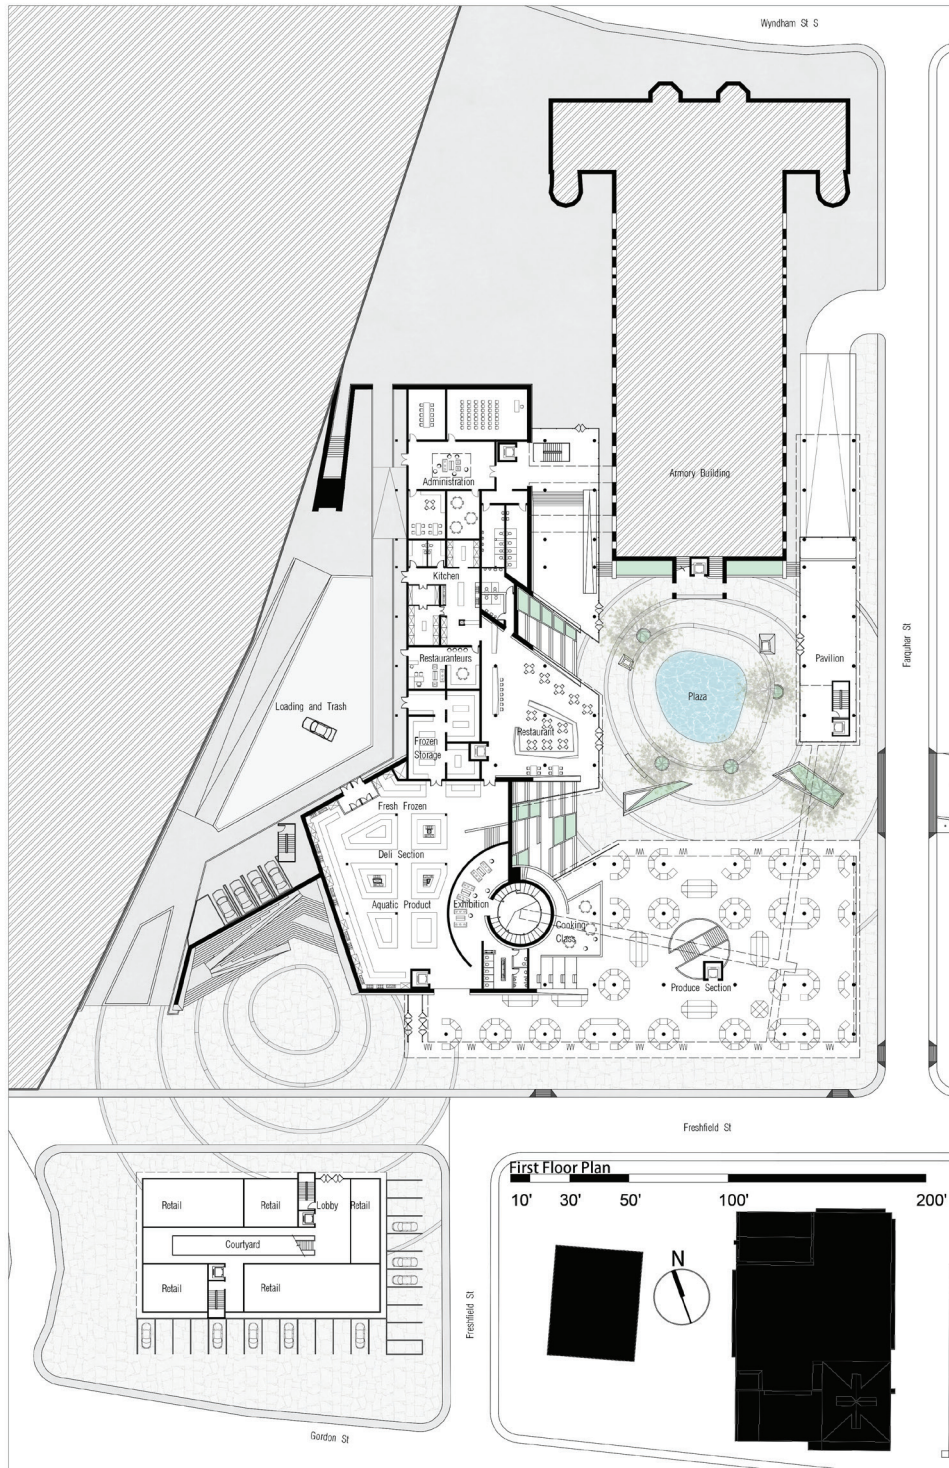 Wyndham St S
Armory Building
Administration
Kitchen
Farquhar St
Restauranteurs
Pavilion
Plaza
Loading and Trash
Restaurant
Frozen
Storage
Fresh Frozen
Deli Section
Aquatic Product
Exhibition
Cooking
Class
Produce Section
Freshfield St
First Floor Plan
10' 30' 50' 100' 200'
Retail Retail Lobby Retail
Courtyard
N
Retail Retail
Freshfield St
Gordon St